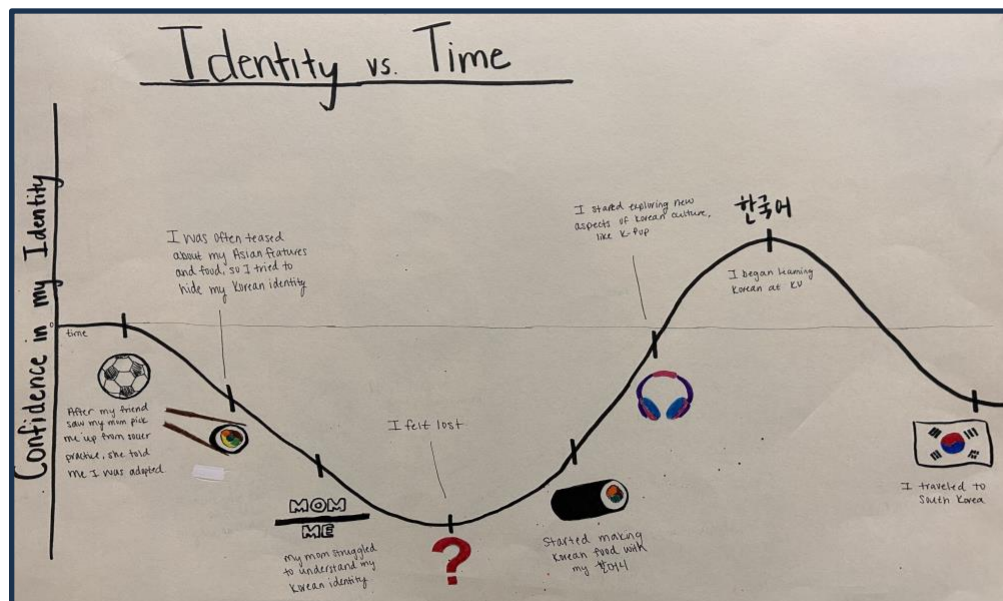 Identity vs. Time
Confidence in my Identity
time
After my friend
saw my mom pick
me up from soccer
practice, she told
me I was adopted
I was often teased
about my Asian features
and food, so I tried to
hide my Korean identity
MOM
ME
my mom struggled
to understand my
Korean identity
I felt lost
?
Started making
Korean food with
my 할머니
I started exploring new
aspects of Korean culture,
like K-Pop
한국어
I began learning
Korean at KU
I traveled to
South Korea